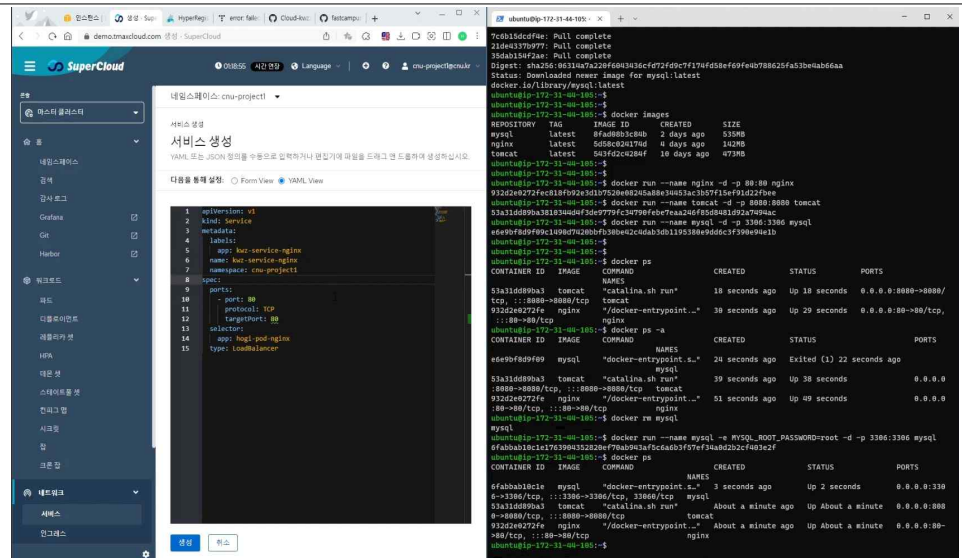 인스턴스
생성 · Sup
HyperRegi
error: faile
Cloud-kwz
fastcampu
demo.tmaxcloud.com 생성 · SuperCloud
SuperCloud
01:18:55 시간 연장 Language cnu-project1@cnu.kr
마스터 클러스터
홈
네임스페이스
검색
감사 로그
Grafana
Git
Harbor
워크로드
파드
디플로이먼트
레플리카 셋
HPA
데몬 셋
스테이트풀 셋
컨피그 맵
시크릿
잡
크론 잡
네트워크
서비스
인그레스
네임스페이스: cnu-project1
서비스 생성
서비스 생성
YAML 또는 JSON 정의를 수동으로 입력하거나 편집기에 파일을 드래그 앤 드롭하여 생성하십시오.
다음을 통해 설정: Form View YAML View
1 apiVersion: v1
2 kind: Service
3 metadata:
4 labels:
5 app: kwz-service-nginx
6 name: kwz-service-nginx
7 namespace: cnu-project1
8 spec:
9 ports:
10 - port: 80
11 protocol: TCP
12 targetPort: 80
13 selector:
14 app: hogi-pod-nginx
15 type: LoadBalancer
생성 취소
ubuntu@ip-172-31-44-105: ~
7c6b15dcdf4e: Pull complete
21de4337b977: Pull complete
35dab154f2ae: Pull complete
Status: Downloaded newer image for mysql:latest
docker.io/library/mysql:latest
ubuntu@ip-172-31-44-105:~$
ubuntu@ip-172-31-44-105:~$
ubuntu@ip-172-31-44-105:~$ docker images
REPOSITORY TAG IMAGE ID CREATED SIZE
mysql latest 8fad08b3c84b 2 days ago 535MB
nginx latest 5d58c024174d 4 days ago 142MB
tomcat latest 543fd2c4284f 10 days ago 473MB
ubuntu@ip-172-31-44-105:~$
ubuntu@ip-172-31-44-105:~$ docker run --name nginx -d -p 80:80 nginx
ubuntu@ip-172-31-44-105:~$ docker run --name tomcat -d -p 8080:8080 tomcat
ubuntu@ip-172-31-44-105:~$ docker run --name mysql -d -p 3306:3306 mysql
ubuntu@ip-172-31-44-105:~$
ubuntu@ip-172-31-44-105:~$
ubuntu@ip-172-31-44-105:~$ docker ps
CONTAINER ID IMAGE COMMAND CREATED STATUS PORTS
NAMES
53a31dd89ba3 tomcat "catalina.sh run" 18 seconds ago Up 18 seconds 0.0.0.0:8080->8080/
tcp, :::8080->8080/tcp tomcat
932d2e0272fe nginx "/docker-entrypoint.…" 30 seconds ago Up 29 seconds 0.0.0.0:80->80/tcp,
:::80->80/tcp nginx
ubuntu@ip-172-31-44-105:~$ docker ps -a
CONTAINER ID IMAGE COMMAND CREATED STATUS PORTS
NAMES
e6e9bf8d9f09 mysql "docker-entrypoint.s…" 24 seconds ago Exited (1) 22 seconds ago
mysql
53a31dd89ba3 tomcat "catalina.sh run" 39 seconds ago Up 38 seconds 0.0.0.0
:8080->8080/tcp, :::8080->8080/tcp tomcat
932d2e0272fe nginx "/docker-entrypoint.…" 51 seconds ago Up 49 seconds 0.0.0.0
:80->80/tcp, :::80->80/tcp nginx
ubuntu@ip-172-31-44-105:~$ docker rm mysql
mysql
ubuntu@ip-172-31-44-105:~$ docker run --name mysql -e MYSQL_ROOT_PASSWORD=root -d -p 3306:3306 mysql
ubuntu@ip-172-31-44-105:~$ docker ps
CONTAINER ID IMAGE COMMAND CREATED STATUS PORTS
NAMES
6fabbab10c1e mysql "docker-entrypoint.s…" 3 seconds ago Up 2 seconds 0.0.0.0:330
6->3306/tcp, :::3306->3306/tcp, 33060/tcp mysql
53a31dd89ba3 tomcat "catalina.sh run" About a minute ago Up About a minute 0.0.0.0:808
0->8080/tcp, :::8080->8080/tcp tomcat
932d2e0272fe nginx "/docker-entrypoint.…" About a minute ago Up About a minute 0.0.0.0:80-
>80/tcp, :::80->80/tcp nginx
ubuntu@ip-172-31-44-105:~$